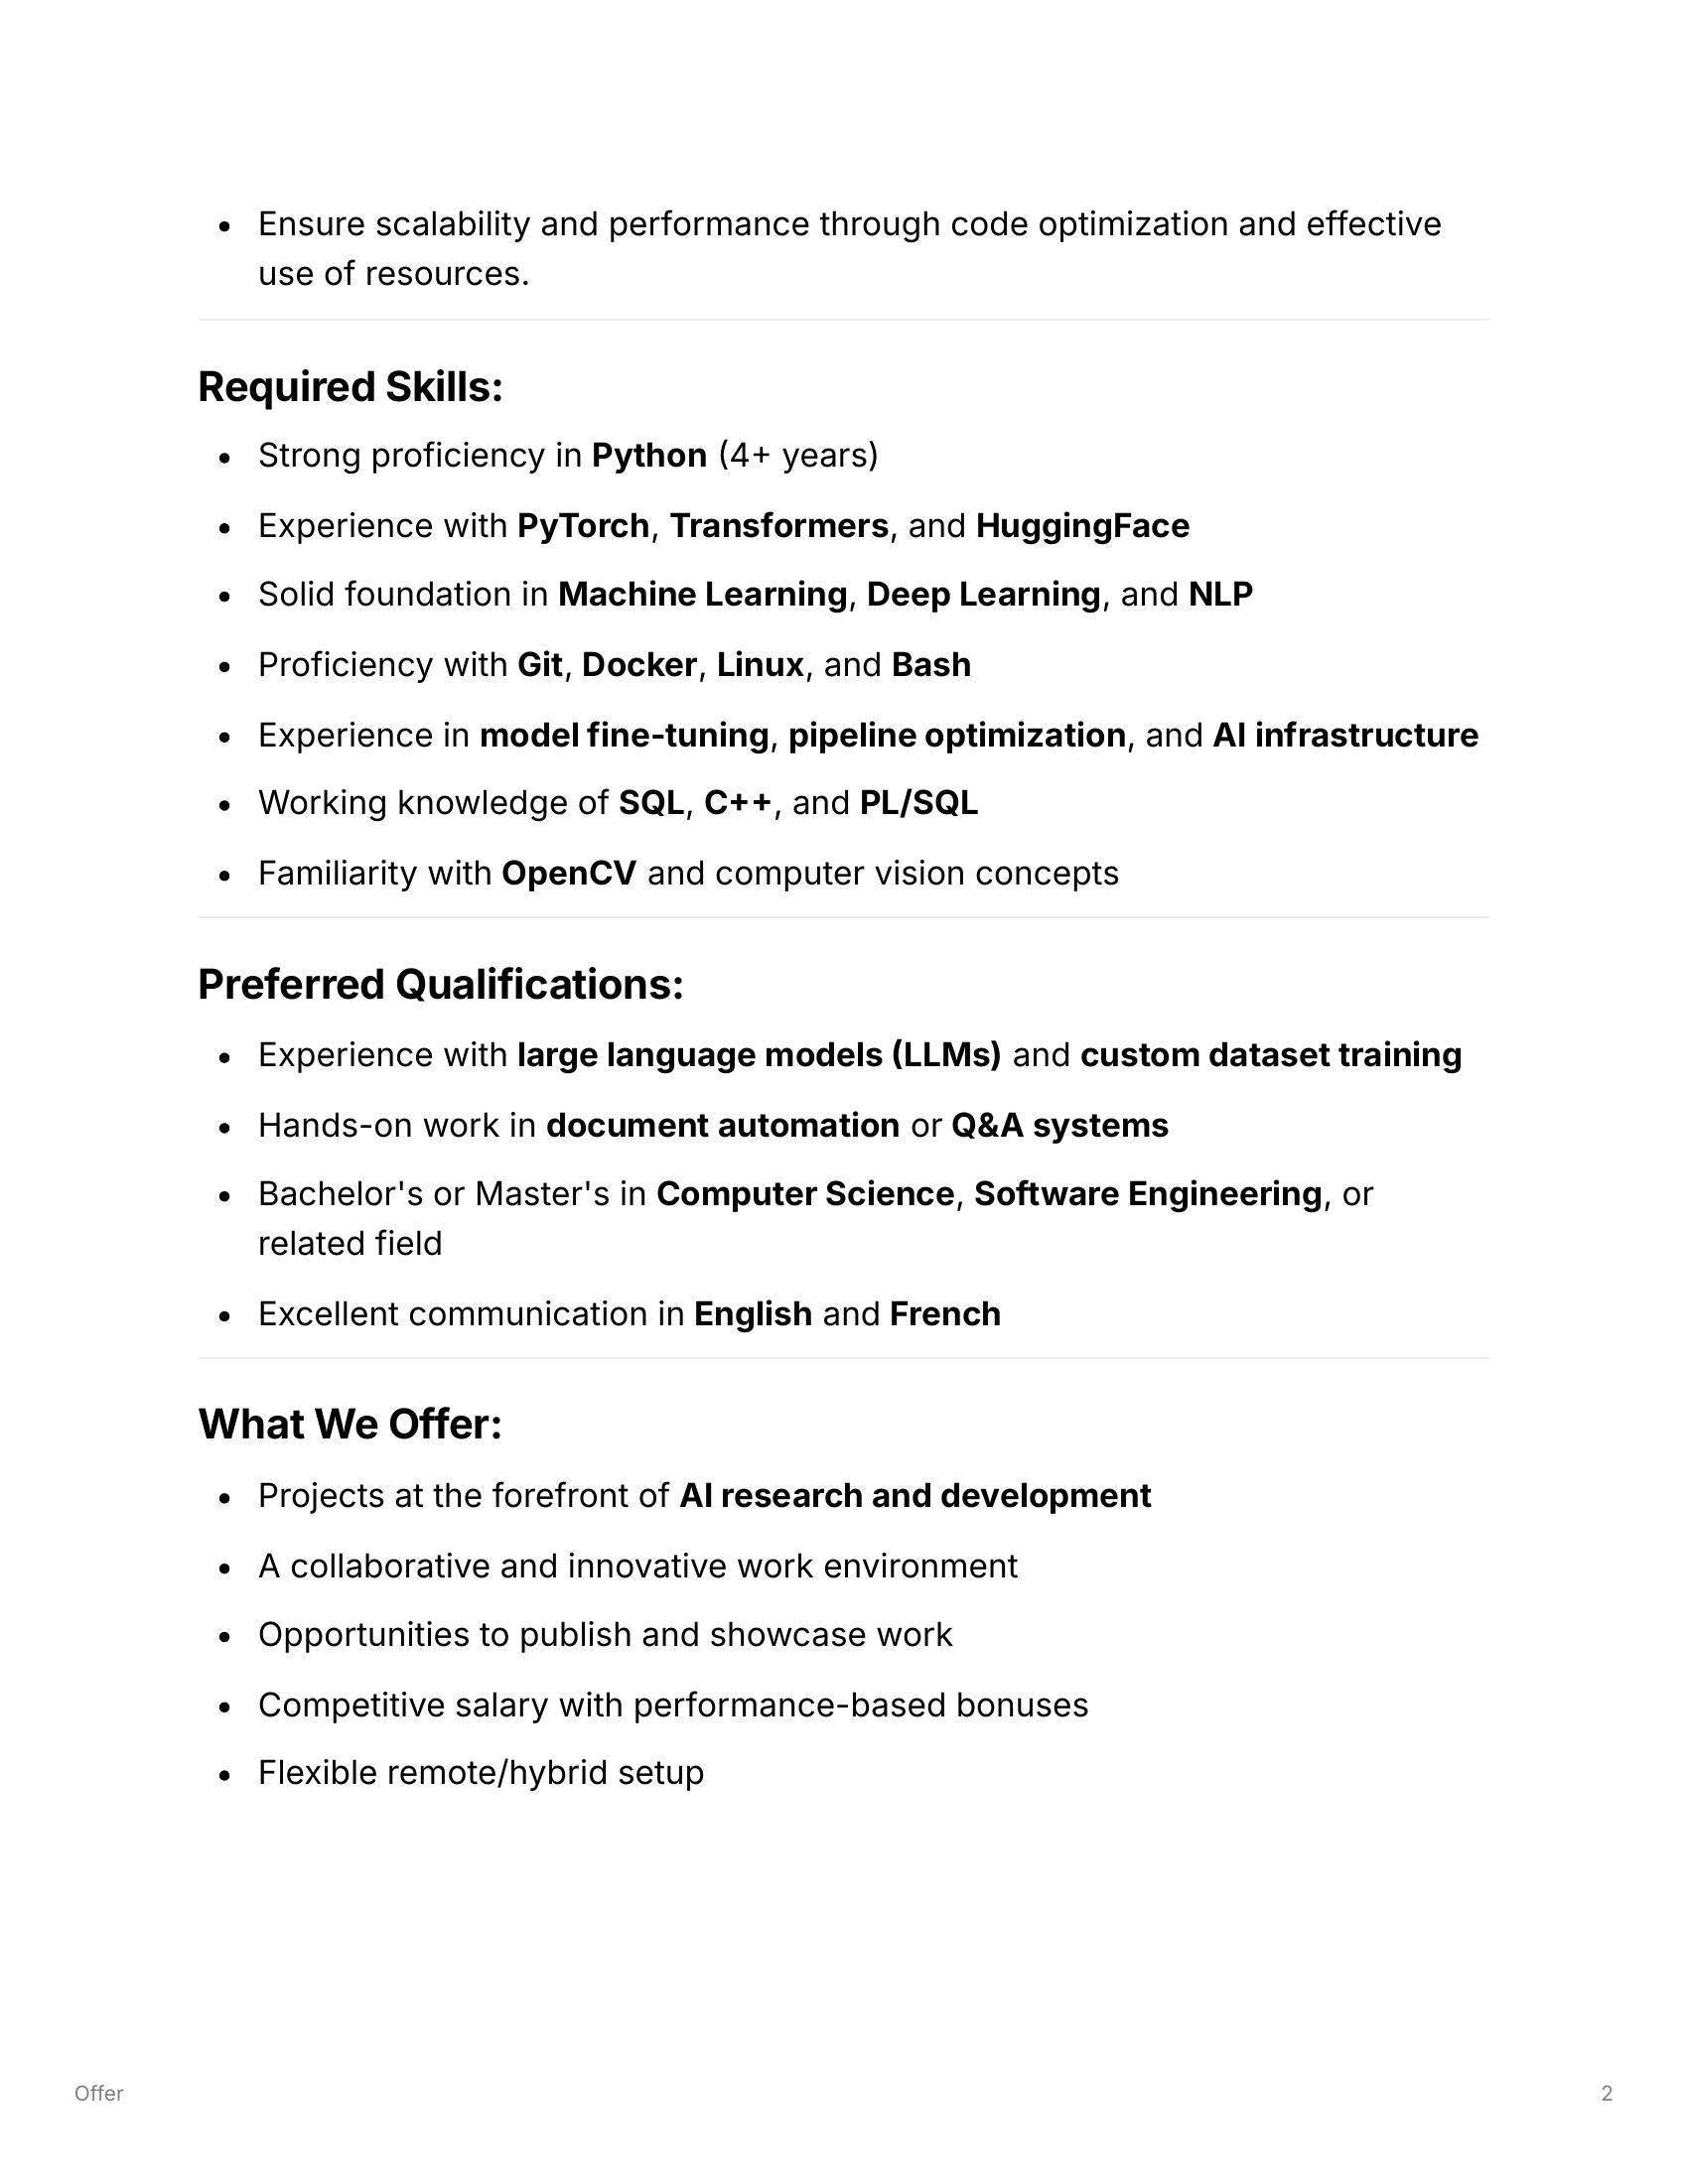 • Ensure scalability and performance through code optimization and effective
use of resources.
Required Skills:
• Strong proficiency in Python (4+ years)
• Experience with PyTorch, Transformers, and HuggingFace
• Solid foundation in Machine Learning, Deep Learning, and NLP
• Proficiency with Git, Docker, Linux, and Bash
• Experience in model fine-tuning, pipeline optimization, and AI infrastructure
• Working knowledge of SQL, C++, and PL/SQL
• Familiarity with OpenCV and computer vision concepts
Preferred Qualifications:
• Experience with large language models (LLMs) and custom dataset training
• Hands-on work in document automation or Q&A systems
• Bachelor's or Master's in Computer Science, Software Engineering, or
related field
• Excellent communication in English and French
What We Offer:
• Projects at the forefront of AI research and development
• A collaborative and innovative work environment
• Opportunities to publish and showcase work
• Competitive salary with performance-based bonuses
• Flexible remote/hybrid setup
Offer
2